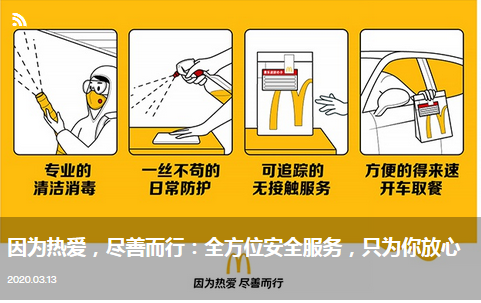 专业的
清洁消毒
一丝不苟的
日常防护
可追踪的
无接触服务
方便的得来速
开车取餐
因为热爱，尽善而行：全方位安全服务，只为你放心
2020.03.13
因为热爱 尽善而行